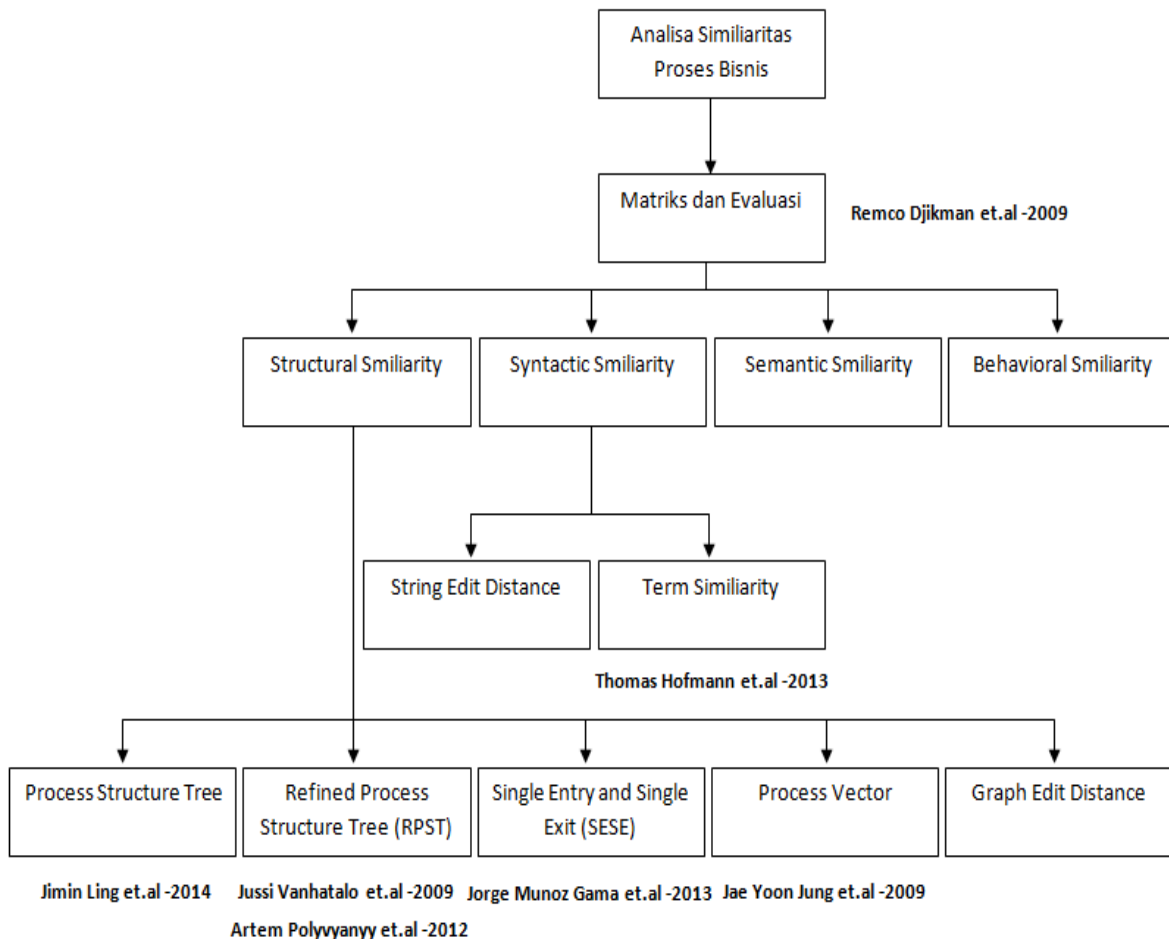 Analisa Similiaritas
Proses Bisnis
Matriks dan Evaluasi
Remco Djikman et.al -2009
Structural Smiliarity
Syntactic Smiliarity
Semantic Smiliarity
Behavioral Smiliarity
String Edit Distance
Term Similiarity
Thomas Hofmann et.al -2013
Process Structure Tree
Refined Process
Structure Tree (RPST)
Single Entry and Single
Exit (SESE)
Process Vector
Graph Edit Distance
Jimin Ling et.al -2014
Jussi Vanhatalo et.al -2009
Jorge Munoz Gama et.al -2013
Jae Yoon Jung et.al -2009
Artem Polyvyanyy et.al -2012